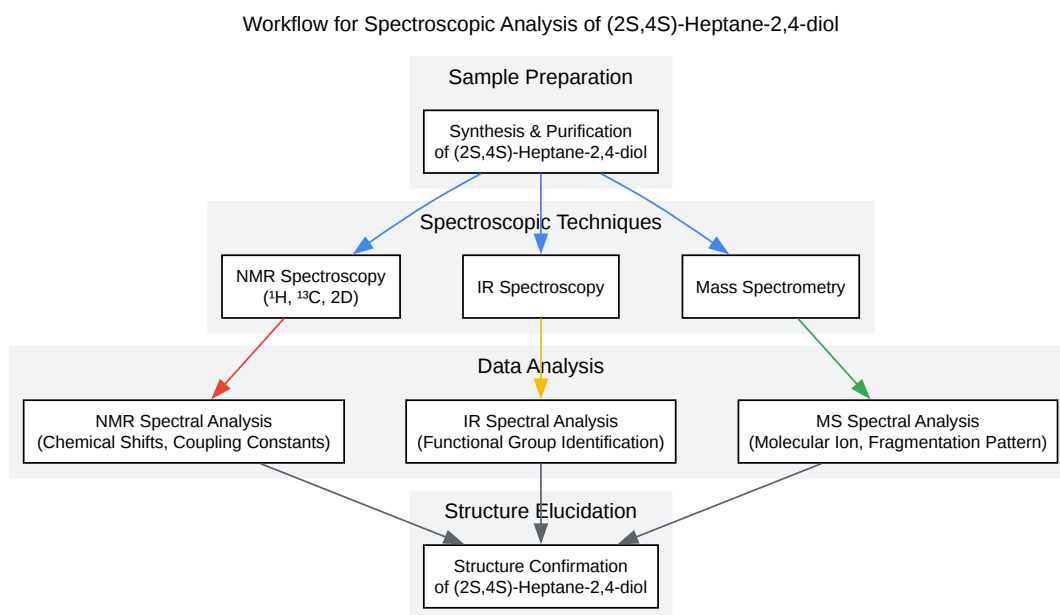 Workflow for Spectroscopic Analysis of (2S,4S)-Heptane-2,4-diol
Sample Preparation
Synthesis & Purification
of (2S,4S)-Heptane-2,4-diol
Spectroscopic Techniques
NMR Spectroscopy
(¹H, ¹³C, 2D)
IR Spectroscopy
Mass Spectrometry
Data Analysis
NMR Spectral Analysis
(Chemical Shifts, Coupling Constants)
IR Spectral Analysis
(Functional Group Identification)
MS Spectral Analysis
(Molecular Ion, Fragmentation Pattern)
Structure Elucidation
Structure Confirmation
of (2S,4S)-Heptane-2,4-diol